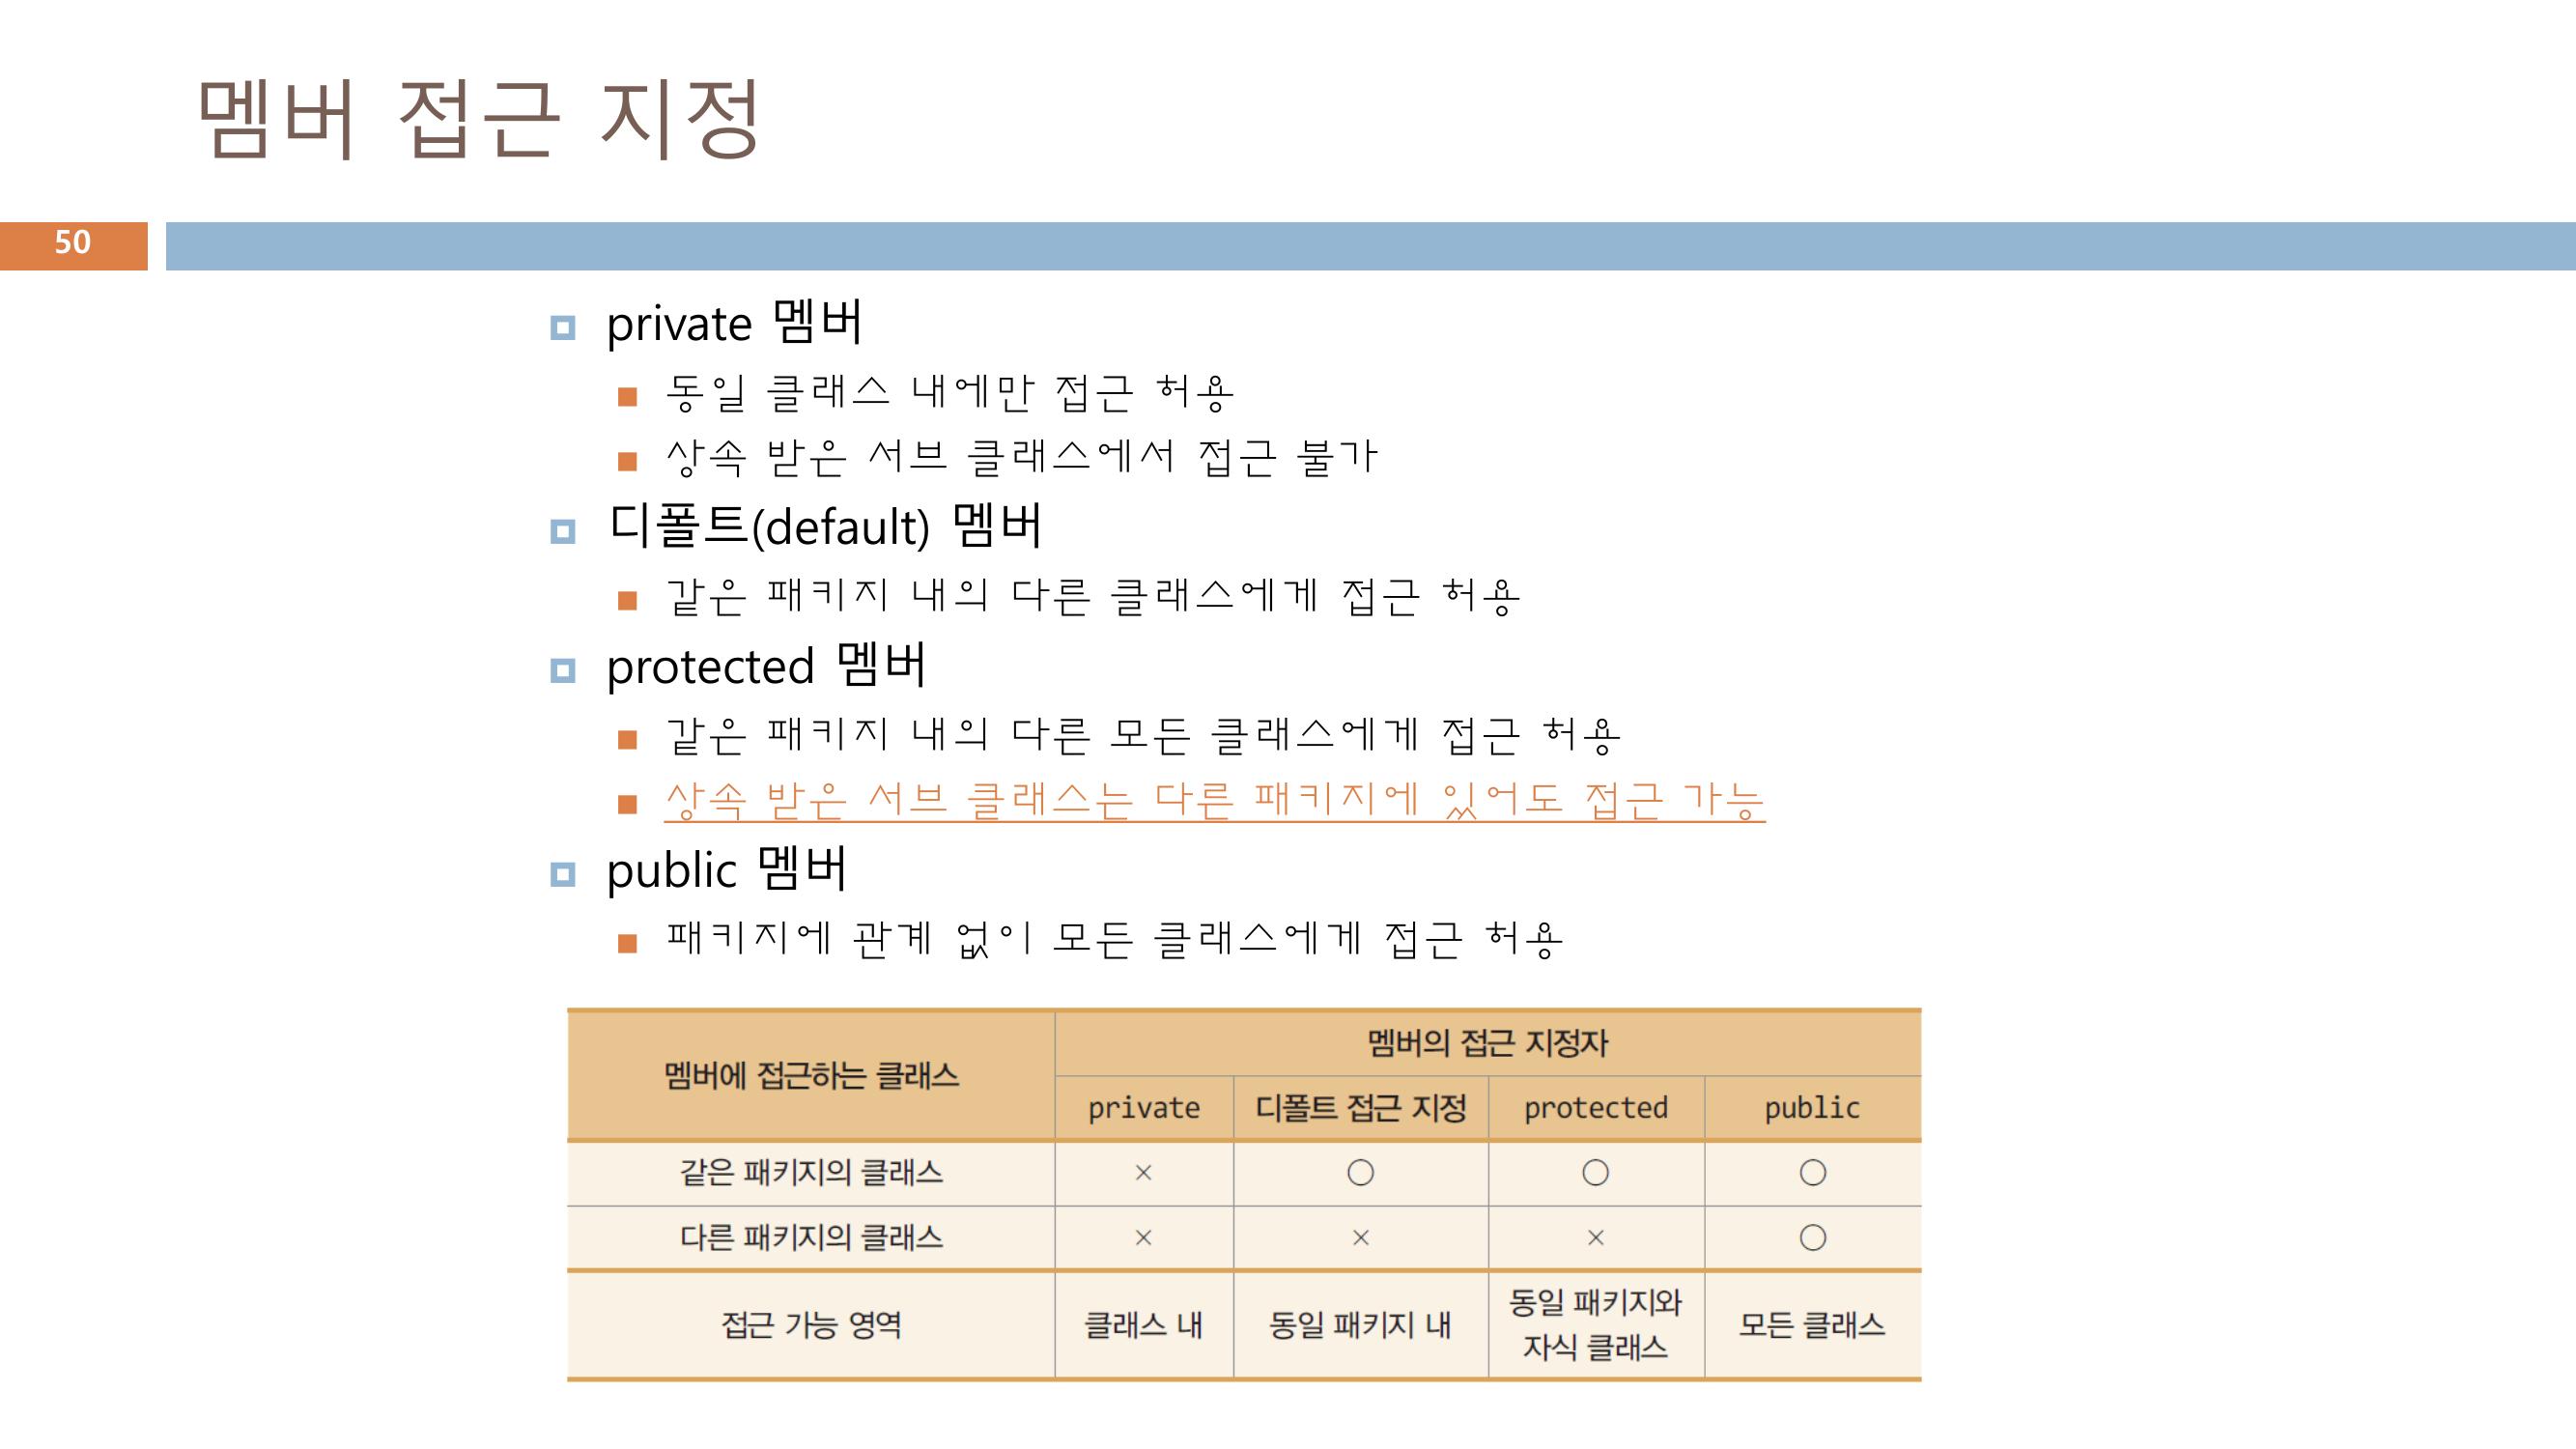 멤버 접근 지정
50
private 멤버
동일 클래스 내에만 접근 허용
상속 받은 서브 클래스에서 접근 불가
디폴트(default) 멤버
같은 패키지 내의 다른 클래스에게 접근 허용
protected 멤버
같은 패키지 내의 다른 모든 클래스에게 접근 허용
상속 받은 서브 클래스는 다른 패키지에 있어도 접근 가능
public 멤버
패키지에 관계 없이 모든 클래스에게 접근 허용
멤버에 접근하는 클래스 멤버의 접근 지정자
private 디폴트 접근 지정 protected public
같은 패키지의 클래스 × ○ ○ ○
다른 패키지의 클래스 × × × ○
접근 가능 영역 클래스 내 동일 패키지 내 동일 패키지와 자식 클래스 모든 클래스